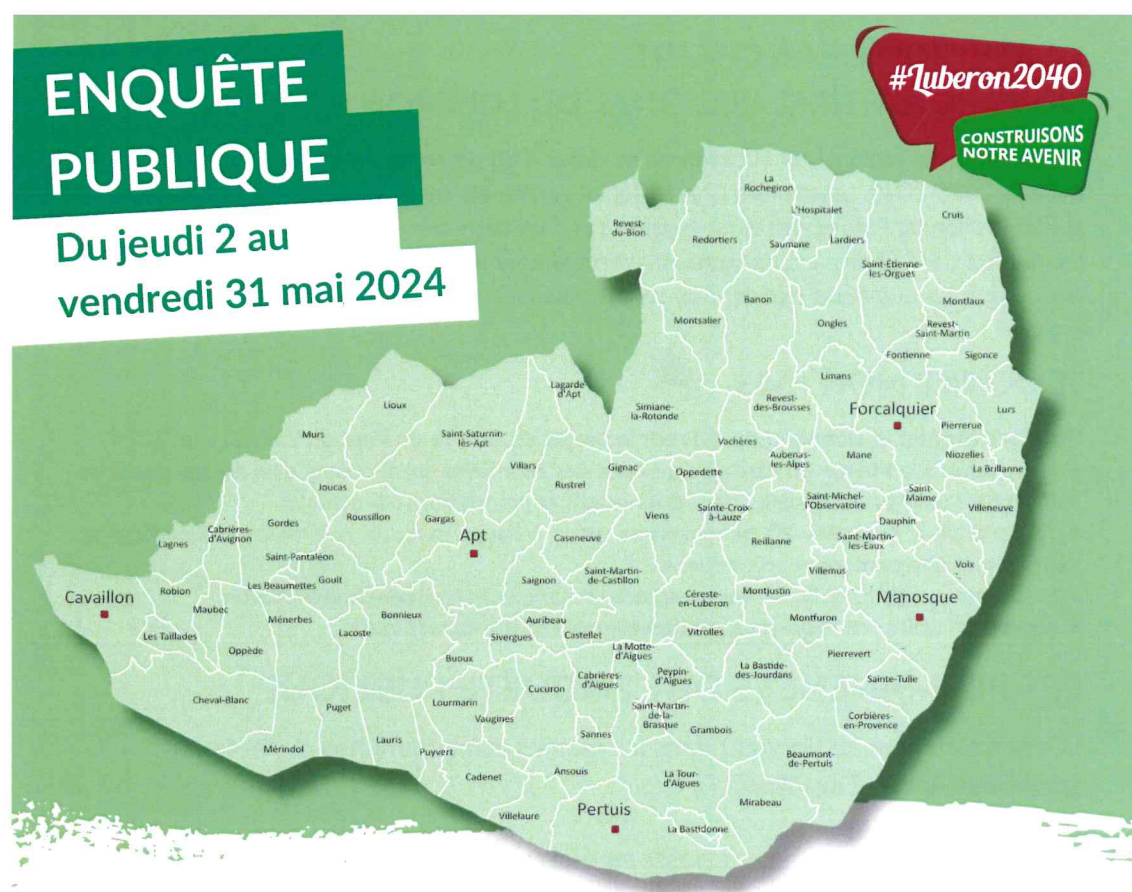 ENQUÊTE
PUBLIQUE
Du jeudi 2 au
vendredi 31 mai 2024
#Luberon2040
CONSTRUISONS
NOTRE AVENIR
La
Rochegiron
L'Hospitalet
Cruis
Revest-
du-Bion
Redortiers
Saumane
Lardiers
Saint-Étienne-
les-Orgues
Banon
Montlaux
Montsalier
Ongles
Revest-
Saint-Martin
Fontienne
Sigonce
Limans
Lagarde
d'Apt
Lioux
Simiane-
la-Rotonde
Revest-
des-Brousses
Forcalquier
Lurs
Pierrerue
Murs
Saint-Saturnin-
lès-Apt
Vachères
Villars
Gignac
Oppedette
Aubenas-
les-Alpes
Mane
Niozelles
La Brillanne
Rustrel
Joucas
Saint-Michel-
l'Observatoire
Saint-
Maime
Villeneuve
Gordes
Roussillon
Gargas
Viens
Sainte-Croix-
à-Lauze
Dauphin
Cabrières-
d'Avignon
Lagnes
Apt
Caseneuve
Reillanne
Saint-Martin-
les-Eaux
Saint-Pantaléon
Volx
Villemus
Saint-Martin-
de-Castillon
Saignon
Les Beaumettes
Goult
Robion
Cavaillon
Céreste-
en-Luberon
Montjustin
Manosque
Maubec
Ménerbes
Bonnieux
Auribeau
Montfuron
Les Taillades
Lacoste
Sivergues
Castellet
Vitrolles
Oppède
La Motte-
d'Aigues
Pierrevert
Buoux
Cabrières-
d'Aigues
Peypin-
d'Aigues
La Bastide-
des-Jourdans
Sainte-Tulie
Cucuron
Cheval-Blanc
Puget
Lourmarin
Saint-Martin-
de-la-
Brasque
Corbières-
en-Provence
Vaugines
Grambois
Sannes
Mérindol
Lauris
Puyvert
Beaumont-
de-Pertuis
Cadenet
Ansouis
La Tour-
d'Aigues
Mirabeau
Villelaure
Pertuis
La Bastidonne